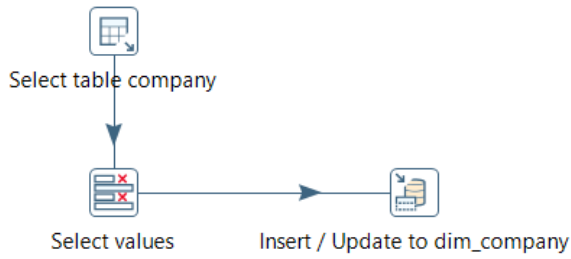 Select table company
Select values
Insert / Update to dim_company